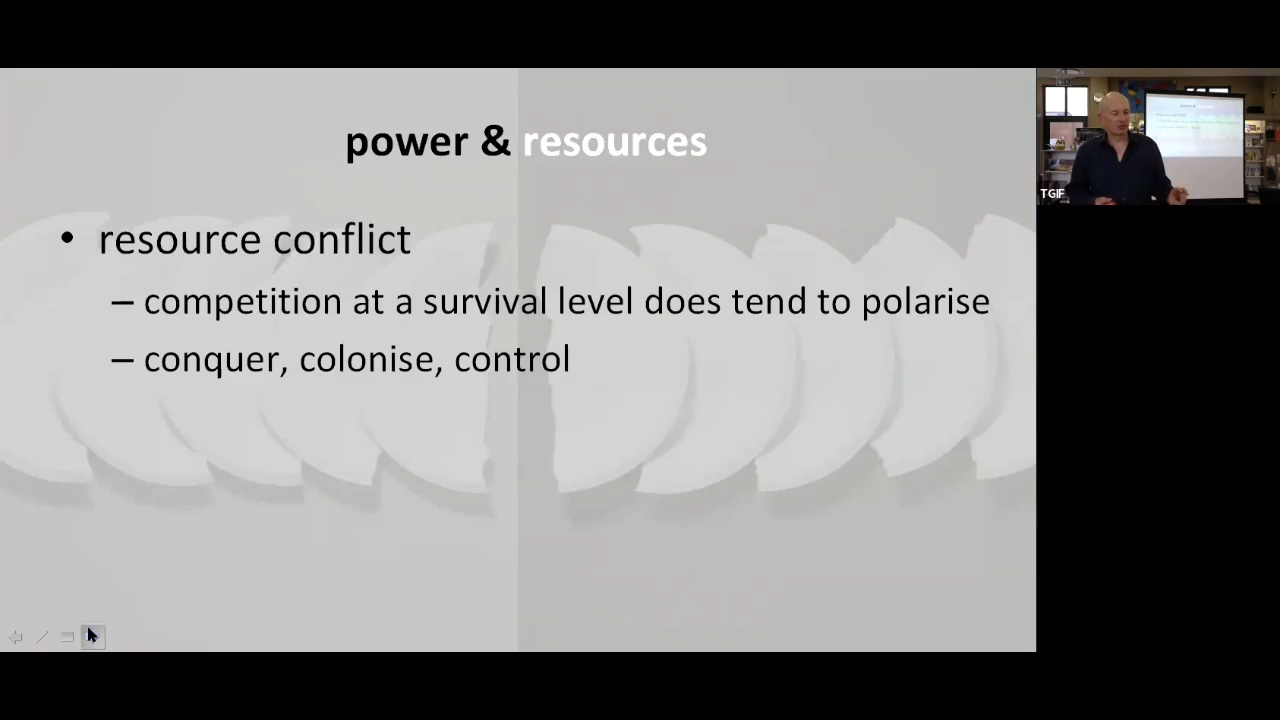 power & resources
• resource conflict
– competition at a survival level does tend to polarise
– conquer, colonise, control
TGIF